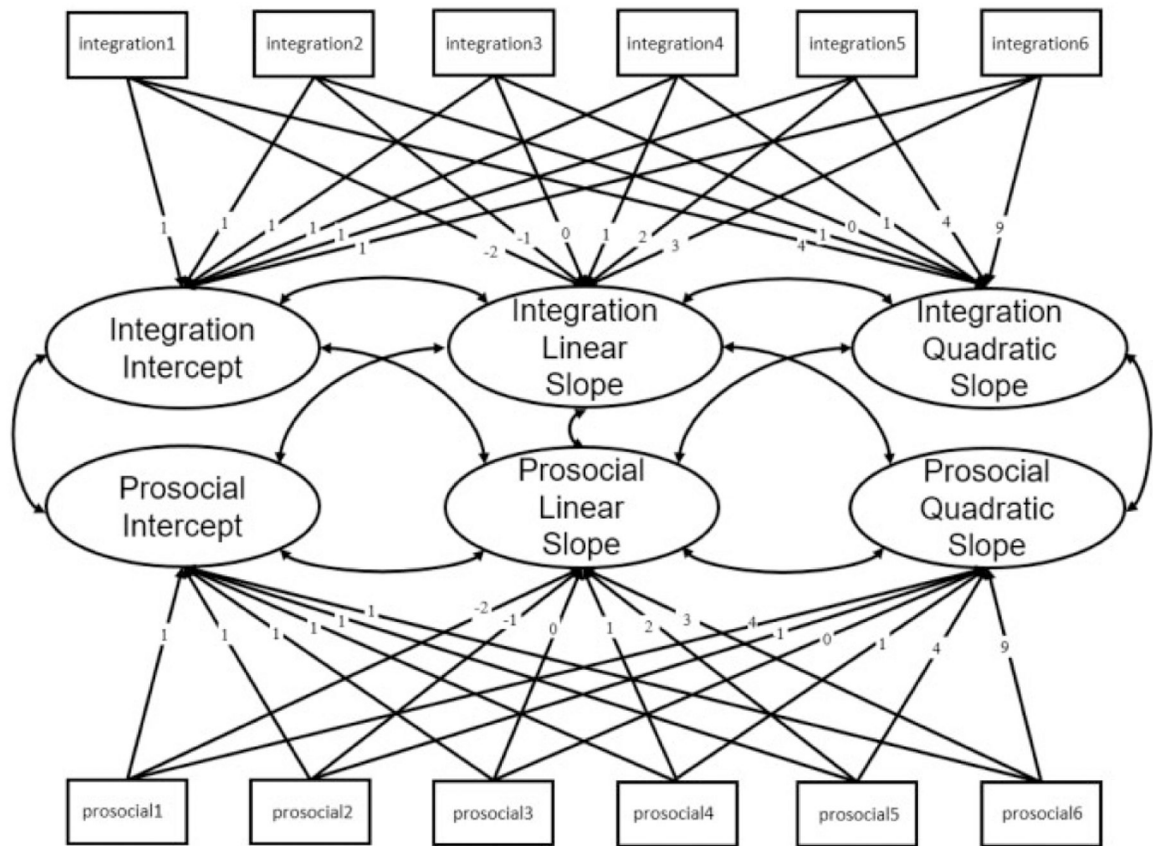 integration1 integration2 integration3 integration4 integration5 integration6
1 1 1 1 1 1 -2 -1 0 1 2 3 4 1 0 1 4 9
Integration
Intercept
Integration
Linear
Slope
Integration
Quadratic
Slope
Prosocial
Intercept
Prosocial
Linear
Slope
Prosocial
Quadratic
Slope
1 1 1 1 1 1 -2 -1 0 1 2 3 4 1 0 1 4 9
prosocial1 prosocial2 prosocial3 prosocial4 prosocial5 prosocial6